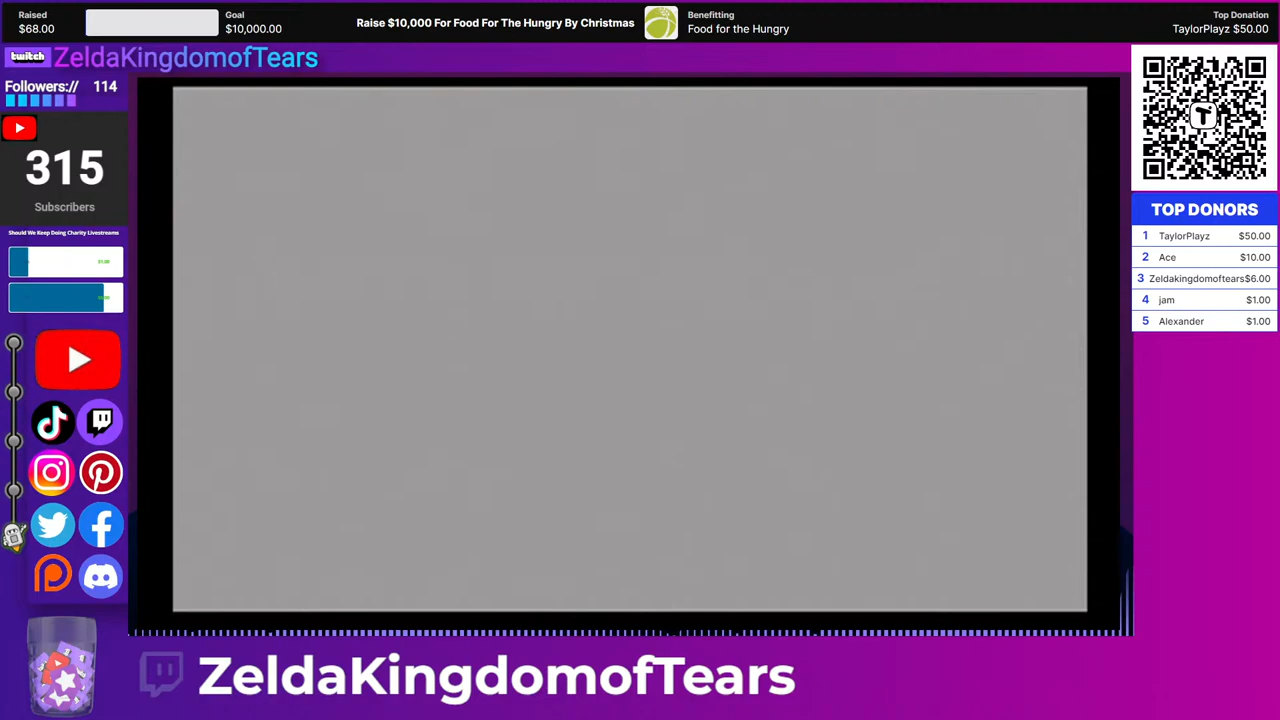 Raised
$68.00
Goal
$10,000.00
Raise $10,000 For Food For The Hungry By Christmas
Benefitting
Food for the Hungry
Top Donation
TaylorPlayz $50.00
twitch
ZeldaKingdomofTears
Followers://
114
315
Subscribers
Should We Keep Doing Charity Livestreams
TOP DONORS
1 TaylorPlayz $50.00
2 Ace $10.00
3 Zeldakingdomoftears$6.00
4 jam $1.00
5 Alexander $1.00
ZeldaKingdomofTears